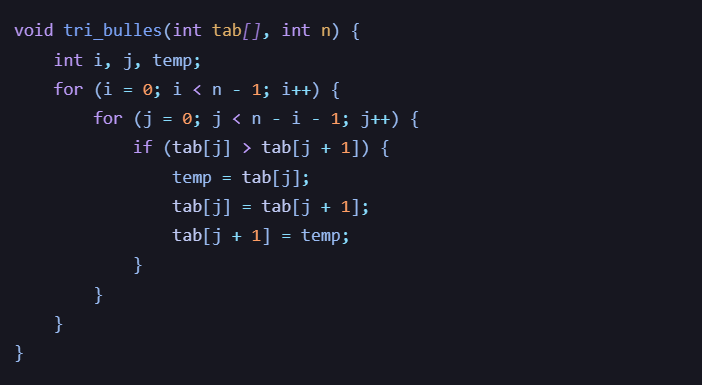 void tri_bulles(int tab[], int n) {
    int i, j, temp;
    for (i = 0; i < n - 1; i++) {
        for (j = 0; j < n - i - 1; j++) {
            if (tab[j] > tab[j + 1]) {
                temp = tab[j];
                tab[j] = tab[j + 1];
                tab[j + 1] = temp;
            }
        }
    }
}